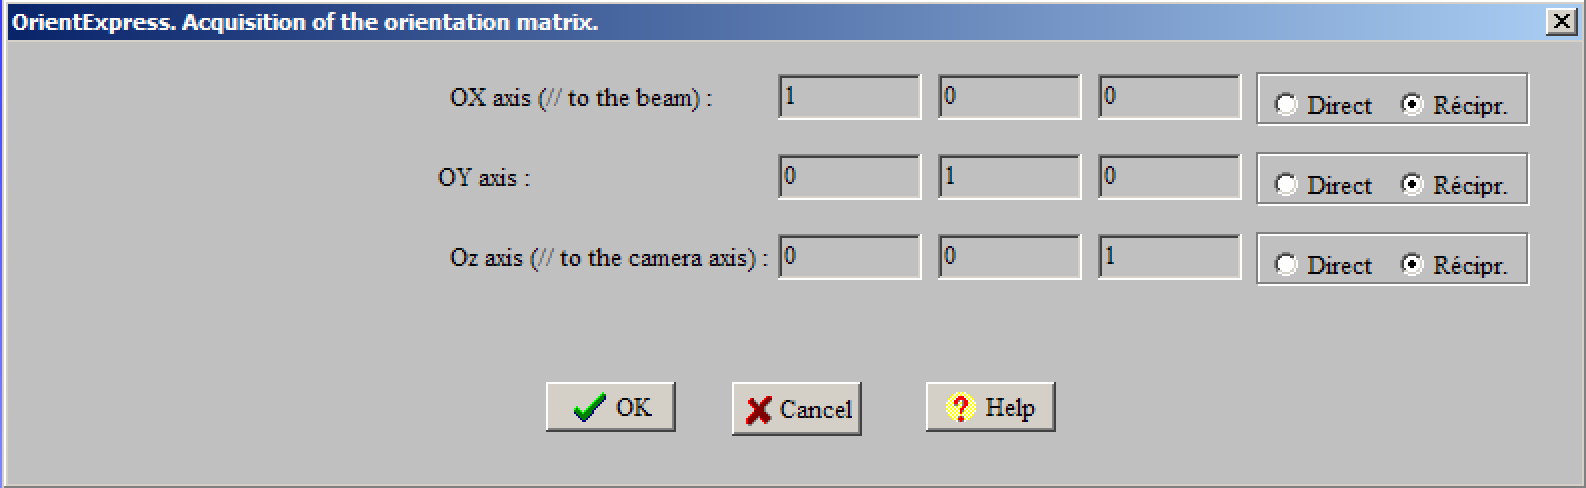 OrientExpress. Acquisition of the orientation matrix.
OX axis (// to the beam) : 1 0 0 Direct Récipr.
OY axis : 0 1 0 Direct Récipr.
Oz axis (// to the camera axis) : 0 0 1 Direct Récipr.
OK Cancel ? Help